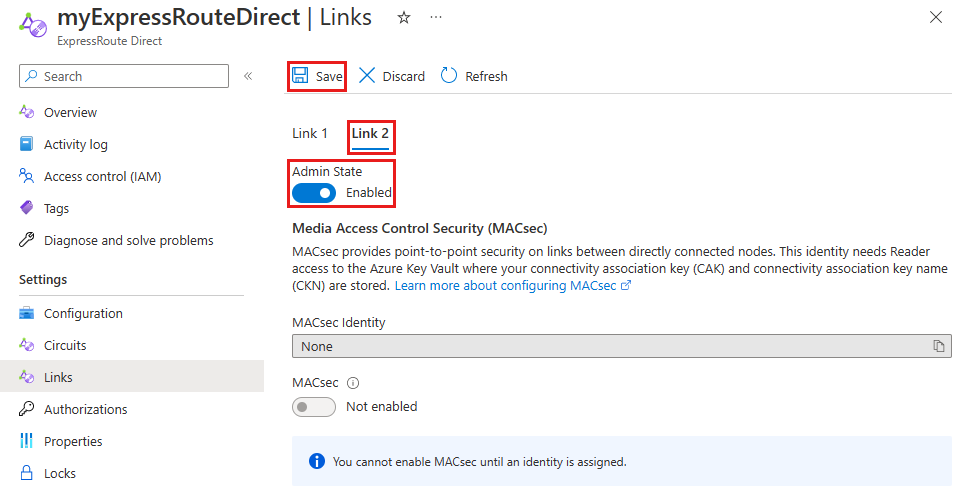 myExpressRouteDirect | Links
ExpressRoute Direct
Search
Save Discard Refresh
Overview
Activity log
Access control (IAM)
Tags
Diagnose and solve problems
Settings
Configuration
Circuits
Links
Authorizations
Properties
Locks
Link 1 Link 2
Admin State
Enabled
Media Access Control Security (MACsec)
MACsec provides point-to-point security on links between directly connected nodes. This identity needs Reader
access to the Azure Key Vault where your connectivity association key (CAK) and connectivity association key name
(CKN) are stored. Learn more about configuring MACsec
MACsec Identity
None
MACsec
Not enabled
You cannot enable MACsec until an identity is assigned.